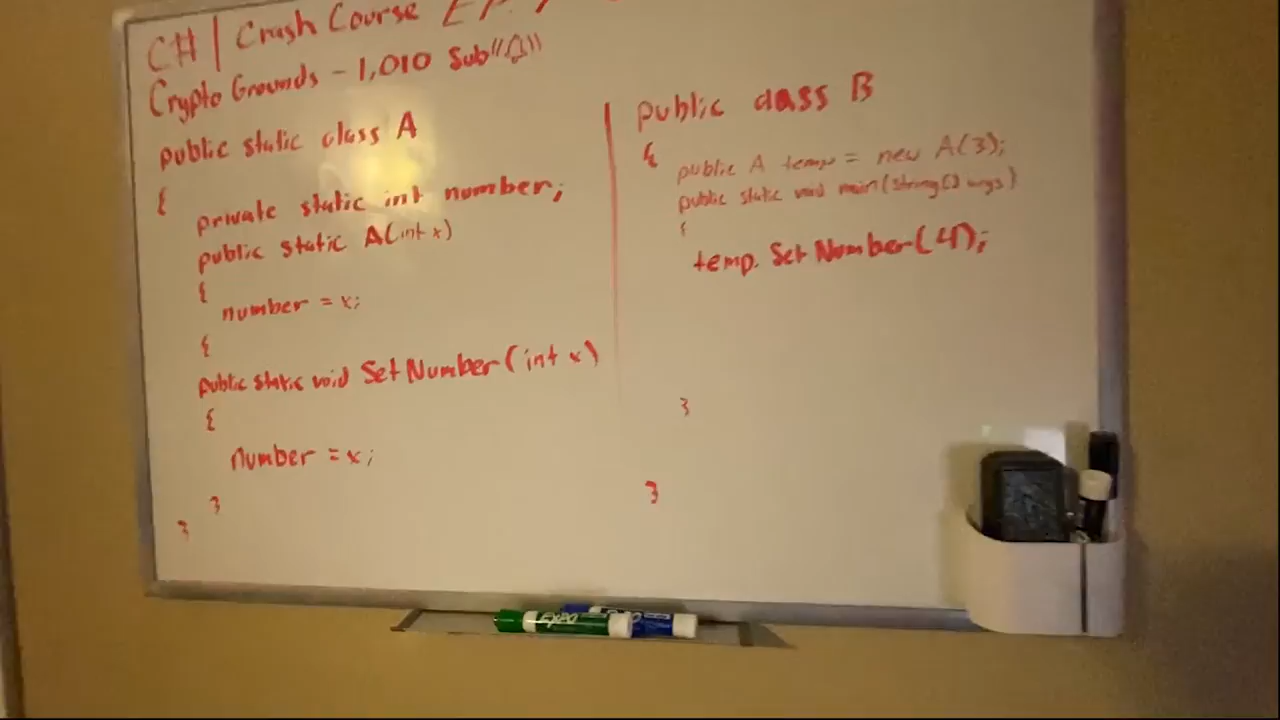 C# | Crash Course
Crypto Grounds - 1,010 Sub "🔔"
public static class A
{
private static int number;
public static A(int x)
{
number = x;
{
public static void SetNumber(int x)
{
number = x;
}
}
public class B
{
public A temp = new A(3);
public static void main(string[] args)
{
temp.SetNumber(4);
}
}
EXPO